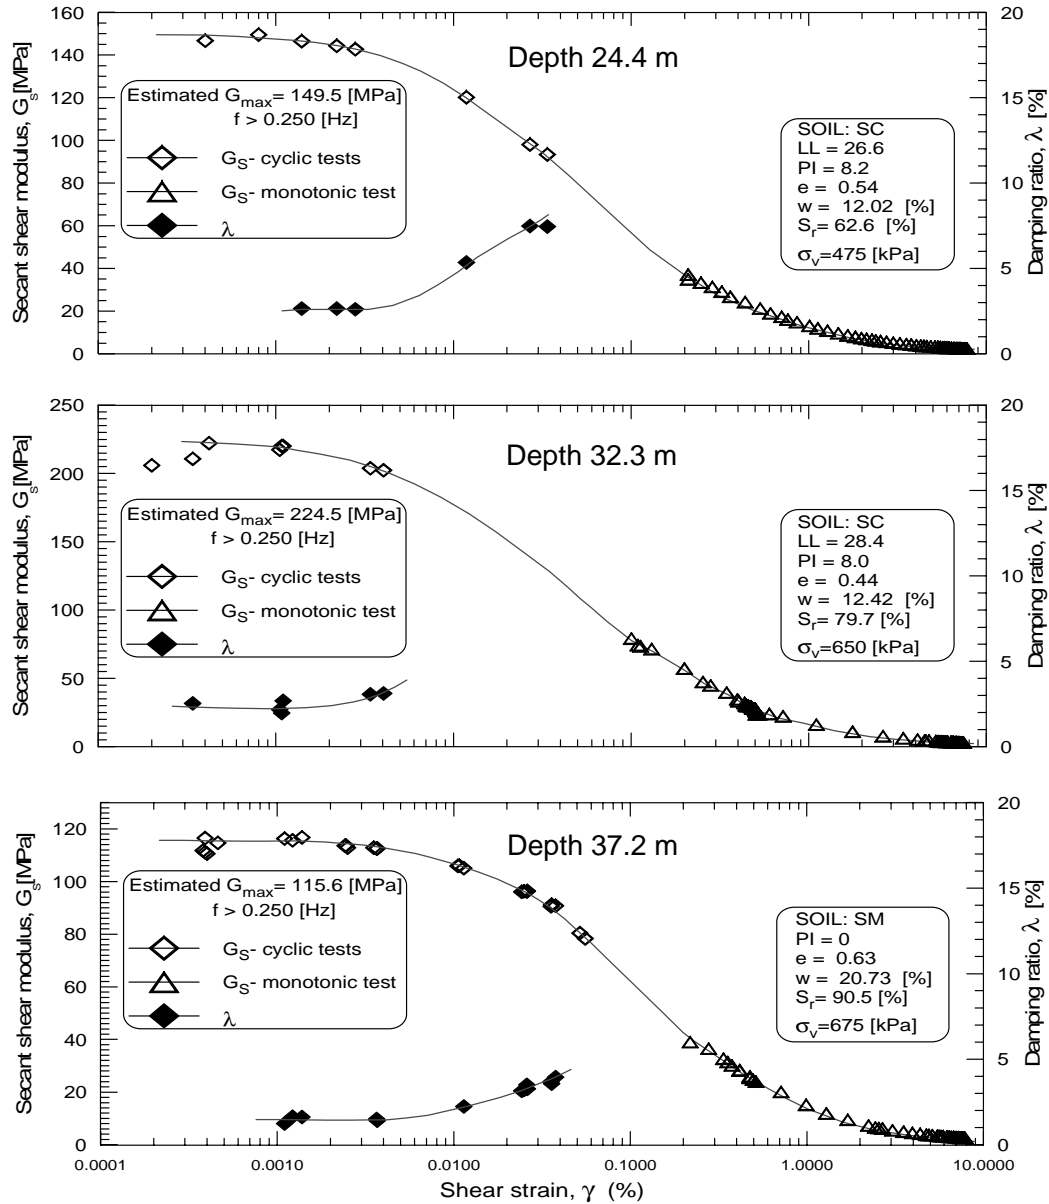 Depth 24.4 m
Secant shear modulus, Gs[MPa]
160
140
120
100
80
60
40
20
0
Estimated Gmax= 149.5 [MPa]
f > 0.250 [Hz]
GS- cyclic tests
GS- monotonic test
λ
SOIL: SC
LL = 26.6
PI = 8.2
e = 0.54
w = 12.02 [%]
Sr= 62.6 [%]
σv=475 [kPa]
20
15
10
5
0
Damping ratio, λ [%]
Depth 32.3 m
Secant shear modulus, Gs[MPa]
250
200
150
100
50
0
Estimated Gmax= 224.5 [MPa]
f > 0.250 [Hz]
GS- cyclic tests
GS- monotonic test
λ
SOIL: SC
LL = 28.4
PI = 8.0
e = 0.44
w = 12.42 [%]
Sr= 79.7 [%]
σv=650 [kPa]
20
15
10
5
0
Damping ratio, λ [%]
Depth 37.2 m
Secant shear modulus, Gs[MPa]
120
100
80
60
40
20
0
Estimated Gmax= 115.6 [MPa]
f > 0.250 [Hz]
GS- cyclic tests
GS- monotonic test
λ
SOIL: SM
PI = 0
e = 0.63
w = 20.73 [%]
Sr= 90.5 [%]
σv=675 [kPa]
20
15
10
5
0
Damping ratio, λ [%]
0.0001 0.0010 0.0100 0.1000 1.0000 10.0000
Shear strain, γ (%)